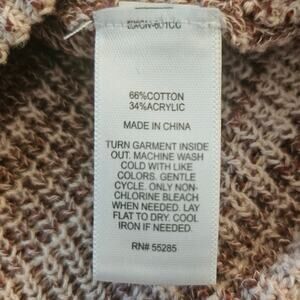 66%COTTON
34%ACRYLIC
MADE IN CHINA
TURN GARMENT INSIDE
OUT. MACHINE WASH
COLD WITH LIKE
COLORS. GENTLE
CYCLE. ONLY NON-
CHLORINE BLEACH
WHEN NEEDED. LAY
FLAT TO DRY. COOL
IRON IF NEEDED.
RN# 55285